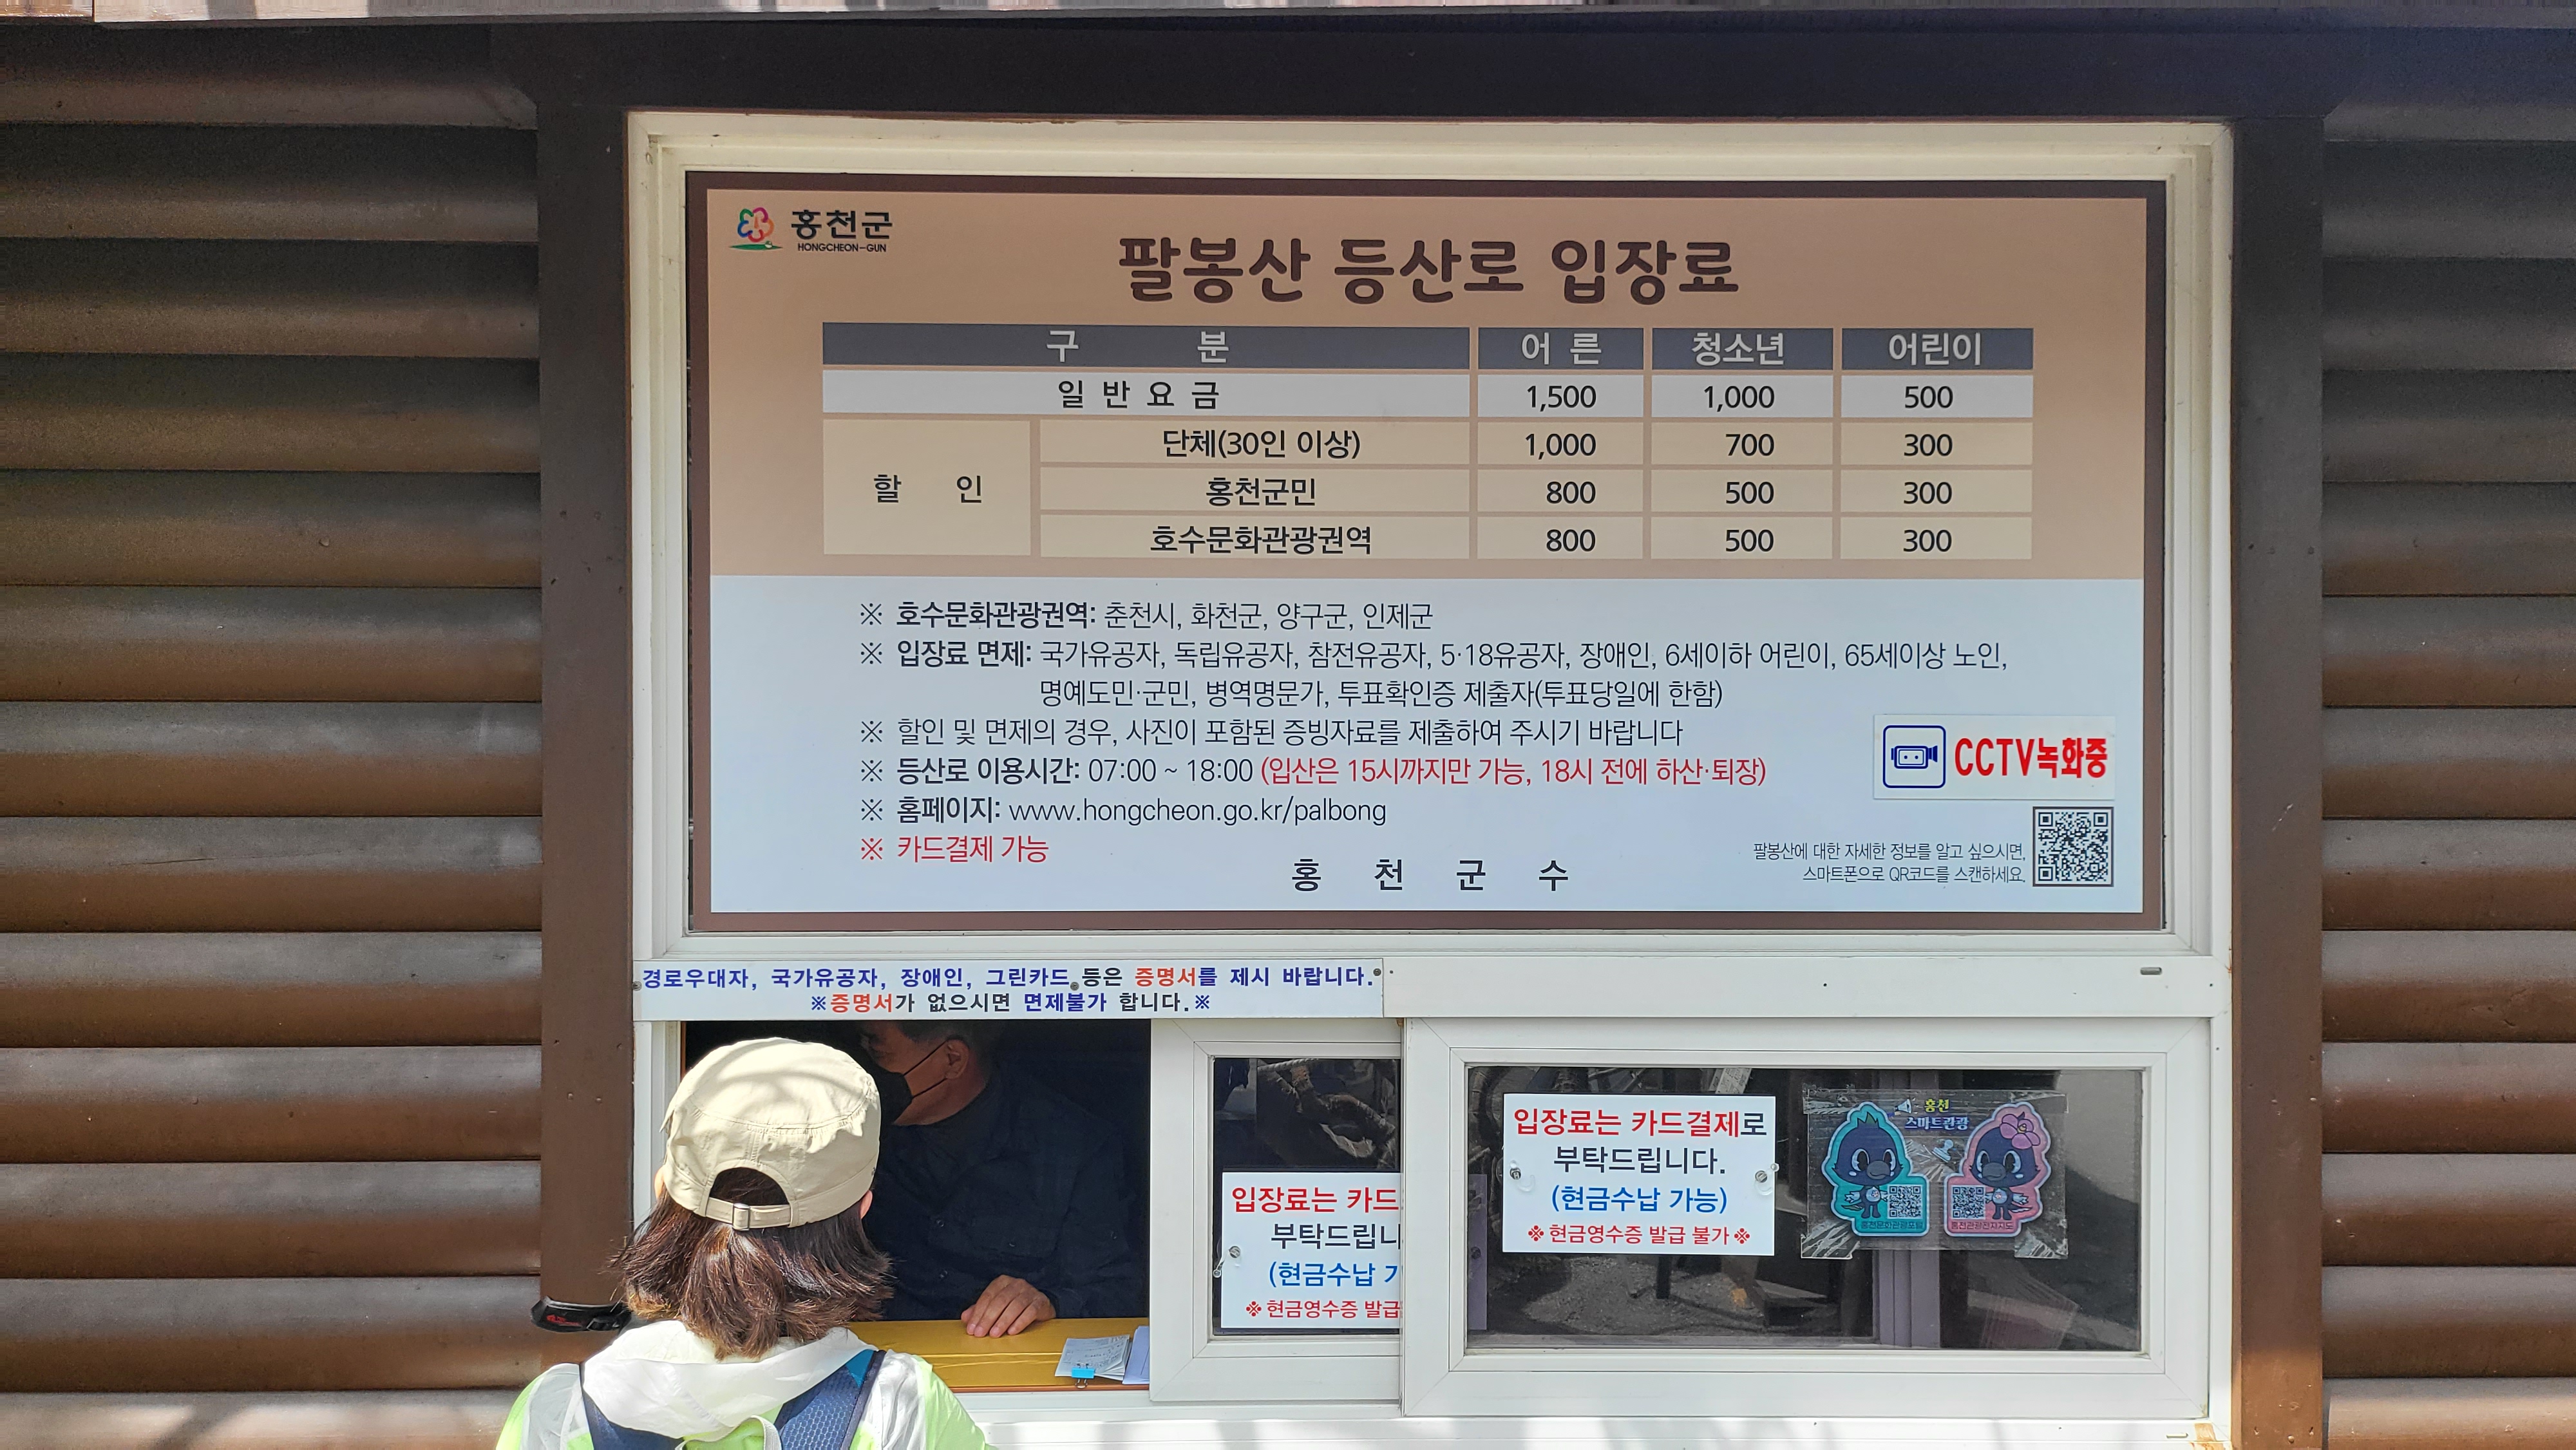 홍천군
HONGCHEON-GUN
팔봉산 등산로 입장료
구 분 어 른 청소년 어린이
일 반 요 금 1,500 1,000 500
할 인
단체(30인 이상) 1,000 700 300
홍천군민 800 500 300
호수문화관광권역 800 500 300
※ 호수문화관광권역: 춘천시, 화천군, 양구군, 인제군
※ 입장료 면제: 국가유공자, 독립유공자, 참전유공자, 5·18유공자, 장애인, 6세이하 어린이, 65세이상 노인,
명예도민·군민, 병역명문가, 투표확인증 제출자(투표당일에 한함)
※ 할인 및 면제의 경우, 사진이 포함된 증빙자료를 제출하여 주시기 바랍니다
※ 등산로 이용시간: 07:00 ~ 18:00 (입산은 15시까지만 가능, 18시 전에 하산·퇴장)
※ 홈페이지: www.hongcheon.go.kr/palbong
※ 카드결제 가능
홍 천 군 수
CCTV녹화중
팔봉산에 대한 자세한 정보를 알고 싶으시면,
스마트폰으로 QR코드를 스캔하세요.
경로우대자, 국가유공자, 장애인, 그린카드 등은 증명서를 제시 바랍니다.
※증명서가 없으시면 면제불가 합니다.※
입장료는 카드
부탁드립니
(현금수납 가
※ 현금영수증 발급
입장료는 카드결제로
부탁드립니다.
(현금수납 가능)
※ 현금영수증 발급 불가 ※
홍천
스마트관광
홍천문화관광포털
홍천관광전자지도